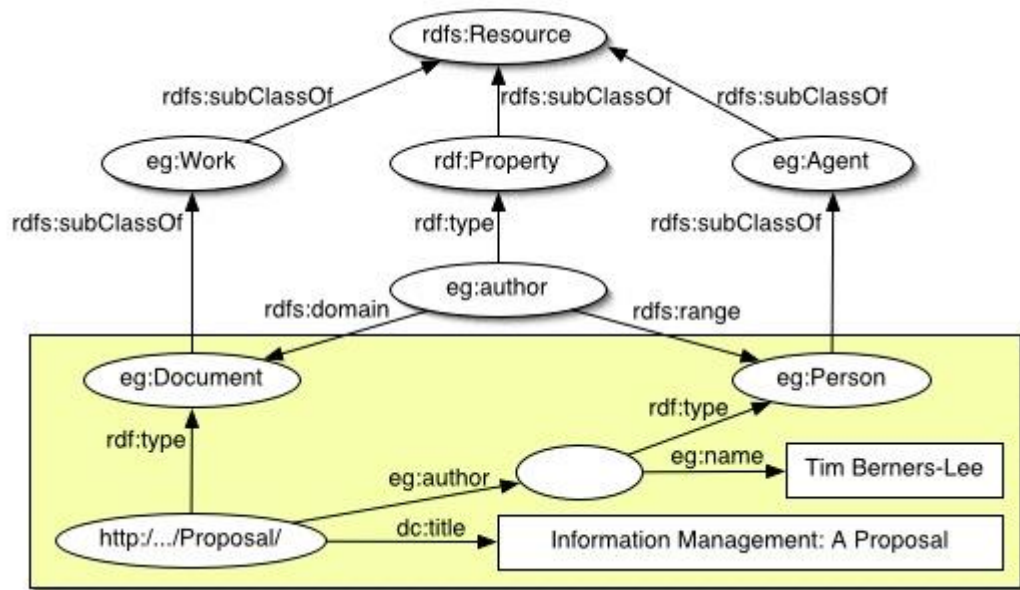 rdfs:Resource
rdfs:subClassOf
rdfs:subClassOf
rdfs:subClassOf
eg:Work
rdf:Property
eg:Agent
rdfs:subClassOf
rdf:type
rdfs:subClassOf
eg:author
rdfs:domain
rdfs:range
eg:Document
eg:Person
rdf:type
rdf:type
eg:author
eg:name
Tim Berners-Lee
http:/.../Proposal/
dc:title
Information Management: A Proposal